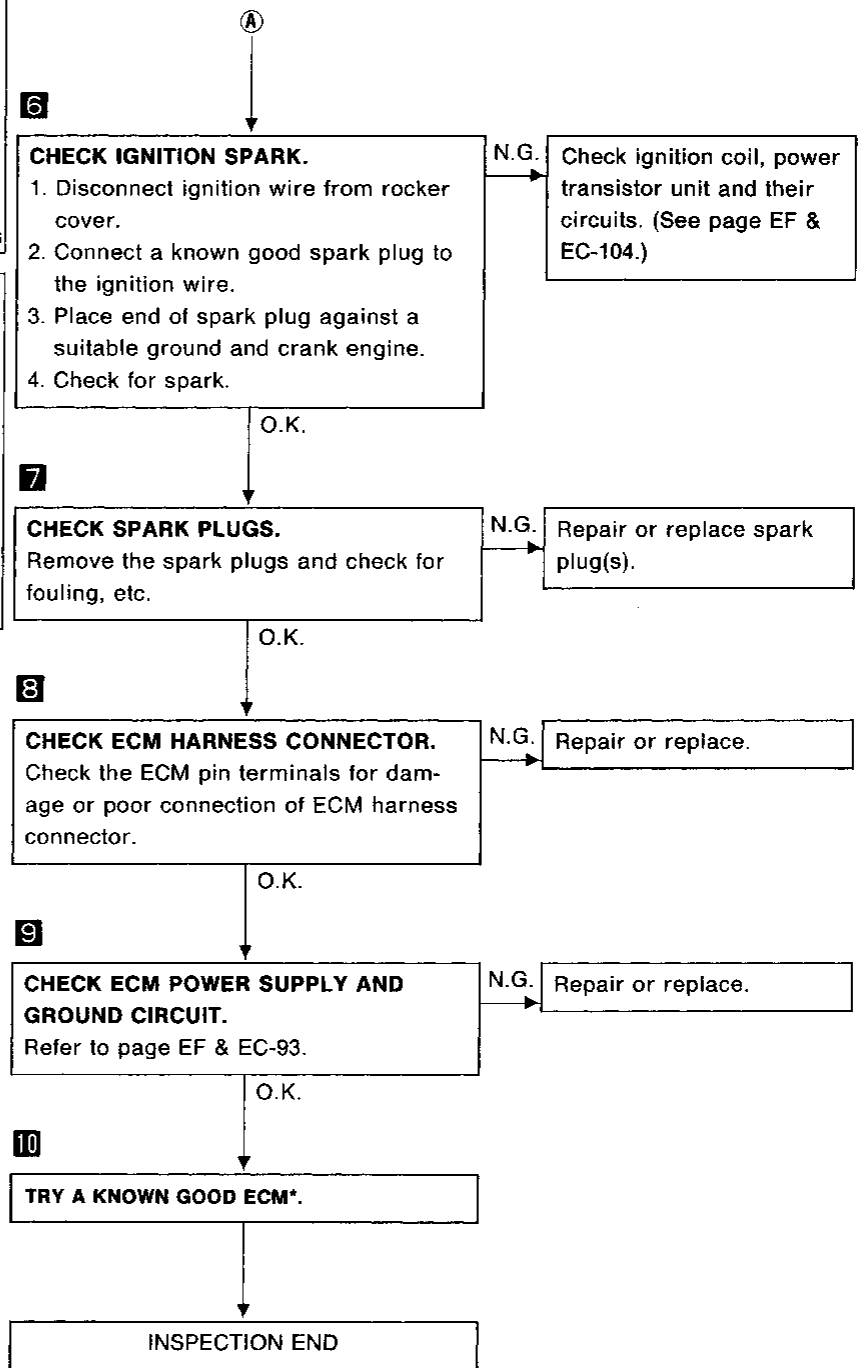 A
6
CHECK IGNITION SPARK.
1. Disconnect ignition wire from rocker
cover.
2. Connect a known good spark plug to
the ignition wire.
3. Place end of spark plug against a
suitable ground and crank engine.
4. Check for spark.
N.G.
Check ignition coil, power
transistor unit and their
circuits. (See page EF &
EC-104.)
O.K.
7
CHECK SPARK PLUGS.
Remove the spark plugs and check for
fouling, etc.
N.G.
Repair or replace spark
plug(s).
O.K.
8
CHECK ECM HARNESS CONNECTOR.
Check the ECM pin terminals for dam-
age or poor connection of ECM harness
connector.
N.G.
Repair or replace.
O.K.
9
CHECK ECM POWER SUPPLY AND
GROUND CIRCUIT.
Refer to page EF & EC-93.
N.G.
Repair or replace.
O.K.
10
TRY A KNOWN GOOD ECM*.
INSPECTION END